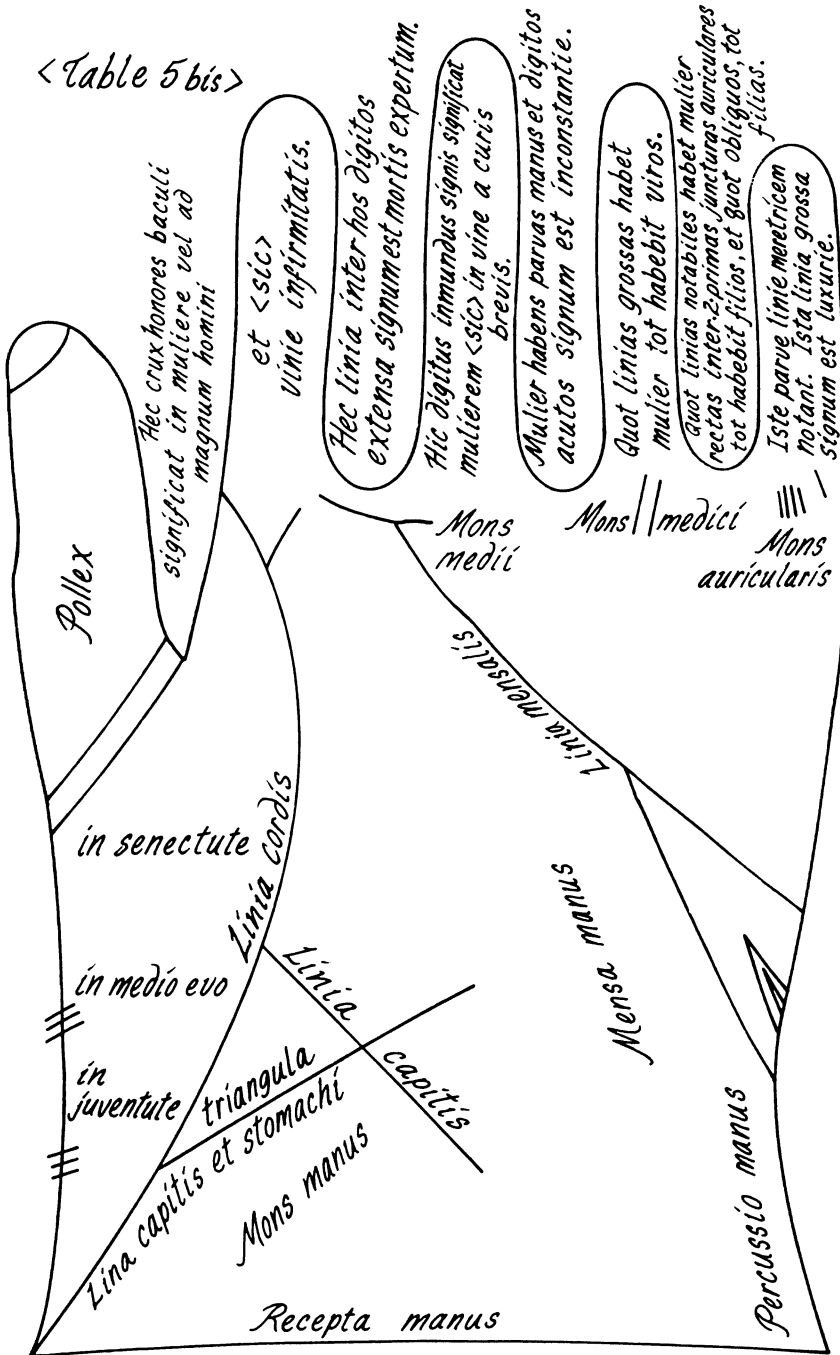 <Table 5 bis>
Hec crux honores baculi
significat in muliere vel ad
magnum homini
et <sic>
vinie infirmitatis.
Hec linia inter hos digitos
extensa signum est mortis expertum.
Hic digitus inmundus signis significat
mulierem <sic> in vine a curis
brevis.
Mulier habens parvas manus et digitos
acutos signum est inconstantie.
Quot linias grossas habet
mulier tot habebit viros.
Quot linias notabiles habet mulier
rectas inter 2 primas juncturas auriculares
tot habebit filios, et quot obliquos, tot
filias.
Iste parve linie meretricem
notant. Ista linia grossa
signum est luxurie.
Pollex
Mons
medii
Mons medici
Mons
auricularis
Linia mensalis
in senectute
Linia cordis
in medio evo
in
juventute
Linia
capitis
triangula
Lina capitis et stomachi
Mons manus
Mensa manus
Percussio manus
Recepta manus